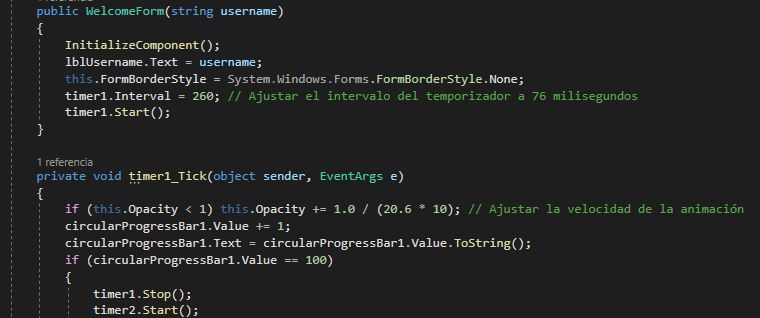 public WelcomeForm(string username)
{
InitializeComponent();
lblUsername.Text = username;
this.FormBorderStyle = System.Windows.Forms.FormBorderStyle.None;
timer1.Interval = 260; // Ajustar el intervalo del temporizador a 76 milisegundos
timer1.Start();
}
1 referencia
private void timer1_Tick(object sender, EventArgs e)
{
if (this.Opacity < 1) this.Opacity += 1.0 / (20.6 * 10); // Ajustar la velocidad de la animación
circularProgressBar1.Value += 1;
circularProgressBar1.Text = circularProgressBar1.Value.ToString();
if (circularProgressBar1.Value == 100)
{
timer1.Stop();
timer2.Start();